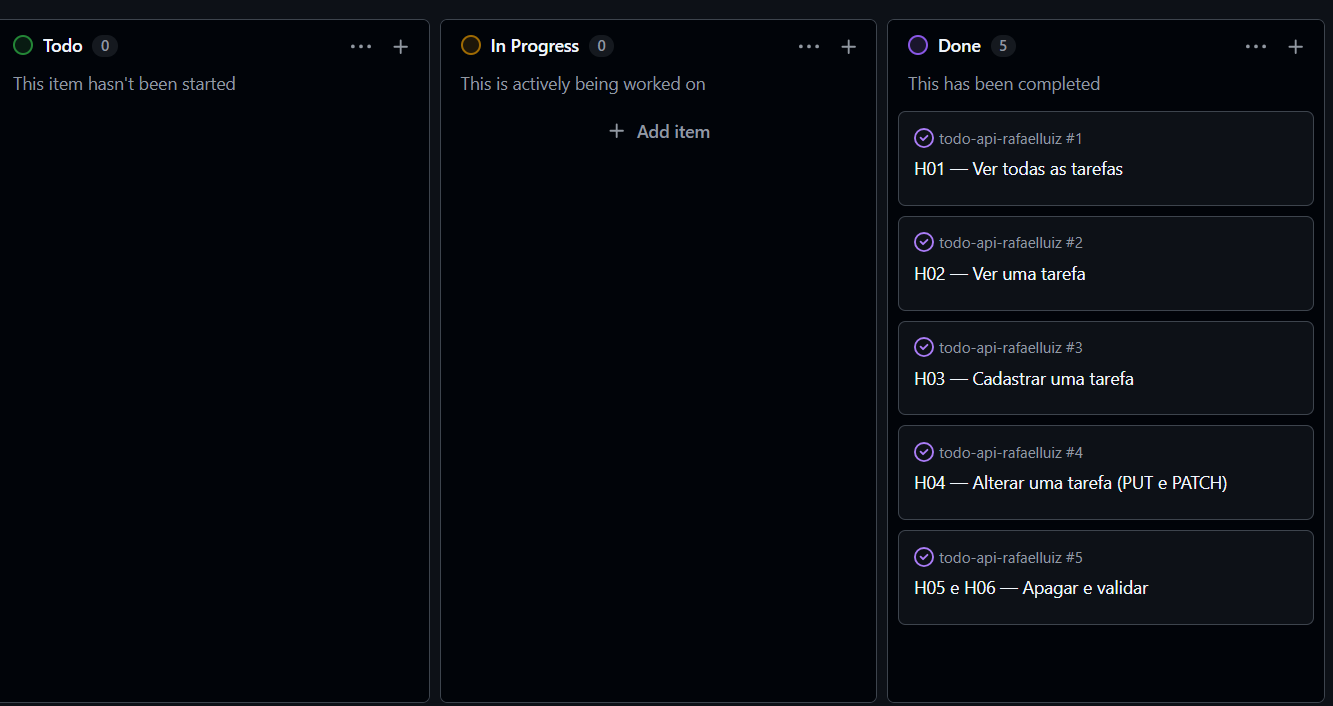 Todo 0
This item hasn't been started
In Progress 0
This is actively being worked on
Add item
Done 5
This has been completed
todo-api-rafaelluiz #1
H01 — Ver todas as tarefas
todo-api-rafaelluiz #2
H02 — Ver uma tarefa
todo-api-rafaelluiz #3
H03 — Cadastrar uma tarefa
todo-api-rafaelluiz #4
H04 — Alterar uma tarefa (PUT e PATCH)
todo-api-rafaelluiz #5
H05 e H06 — Apagar e validar